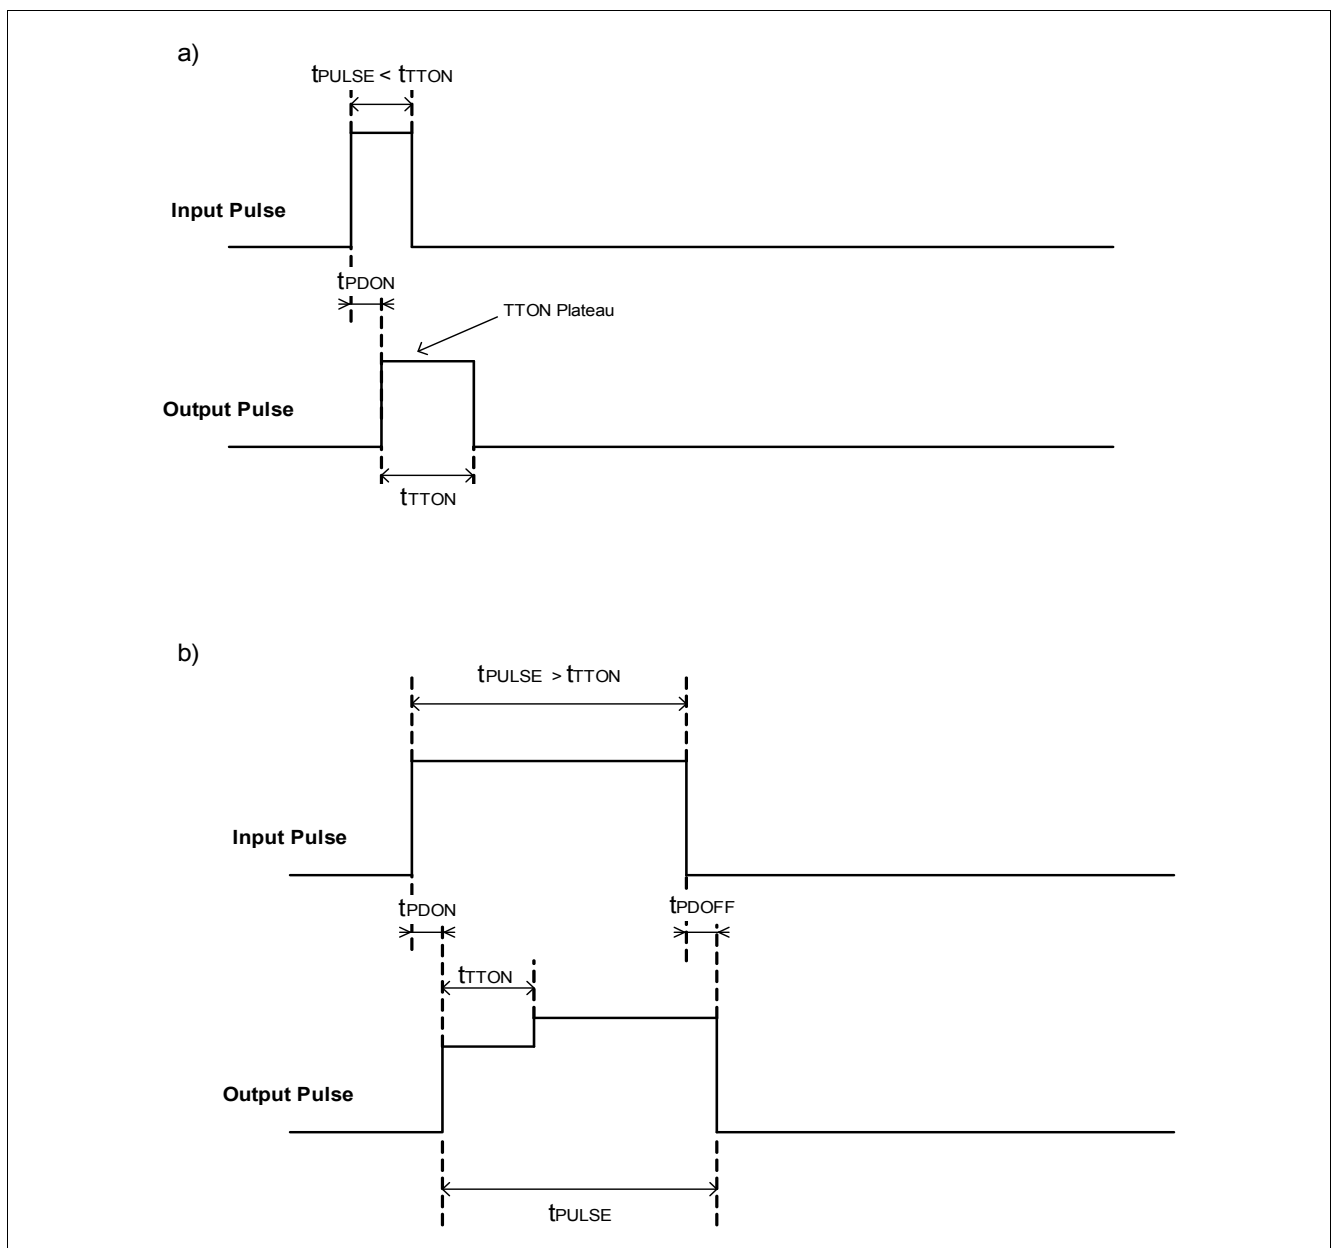 a)
tPULSE < tTTON
Input Pulse
tPDON
TTON Plateau
Output Pulse
tTTON
b)
tPULSE > tTTON
Input Pulse
tPDON
tPDOFF
tTTON
Output Pulse
tPULSE